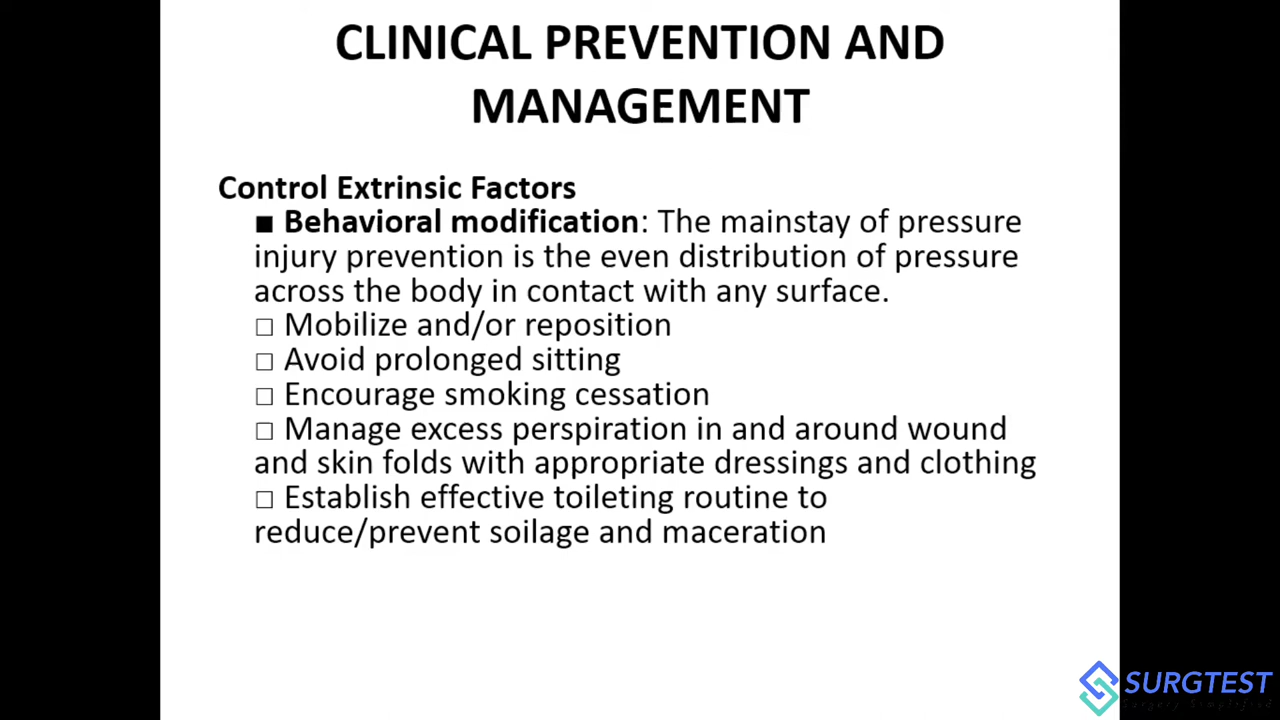 CLINICAL PREVENTION AND
MANAGEMENT
Control Extrinsic Factors
■ Behavioral modification: The mainstay of pressure
injury prevention is the even distribution of pressure
across the body in contact with any surface.
□ Mobilize and/or reposition
□ Avoid prolonged sitting
□ Encourage smoking cessation
□ Manage excess perspiration in and around wound
and skin folds with appropriate dressings and clothing
□ Establish effective toileting routine to
reduce/prevent soilage and maceration
SURGTEST
Surgery Simplified